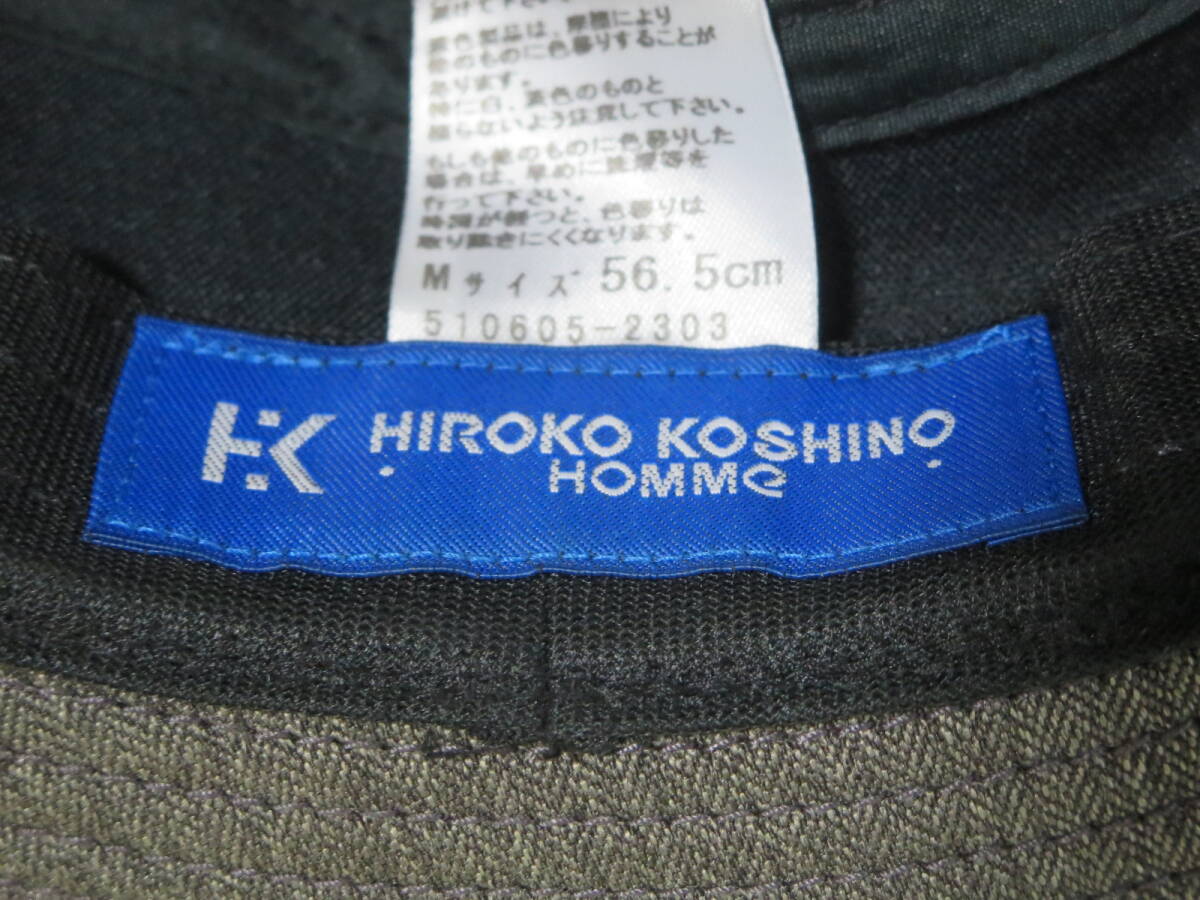 製品は、摩擦により
のものに色移りすることが
あります。
特に白、淡色のものと
触らないよう注意して下さい。
もしも他のものに色移りした
場合は、早めに洗濯等を
行って下さい。
時間が経つと、色移りは
取り除きにくくなります。
Mサイズ 56.5cm
510605-2303
HK HIROKO KOSHINO
HOMME